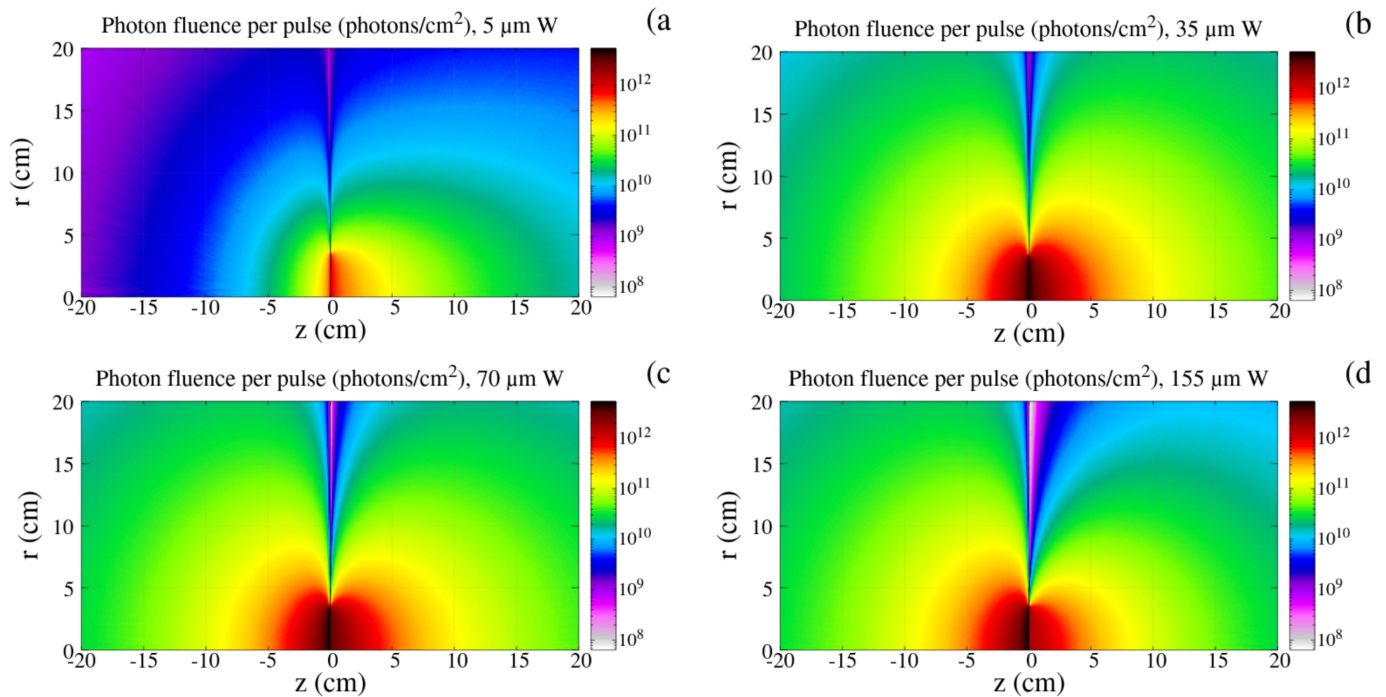 Photon fluence per pulse (photons/cm²), 5 µm W
(a
20
15
10
5
0
r (cm)
-20 -15 -10 -5 0 5 10 15 20
z (cm)
10¹²
10¹¹
10¹⁰
10⁹
10⁸
Photon fluence per pulse (photons/cm²), 35 µm W
(b
20
15
10
5
0
r (cm)
-20 -15 -10 -5 0 5 10 15 20
z (cm)
10¹²
10¹¹
10¹⁰
10⁹
10⁸
Photon fluence per pulse (photons/cm²), 70 µm W
(c
20
15
10
5
0
r (cm)
-20 -15 -10 -5 0 5 10 15 20
z (cm)
10¹²
10¹¹
10¹⁰
10⁹
10⁸
Photon fluence per pulse (photons/cm²), 155 µm W
(d
20
15
10
5
0
r (cm)
-20 -15 -10 -5 0 5 10 15 20
z (cm)
10¹²
10¹¹
10¹⁰
10⁹
10⁸